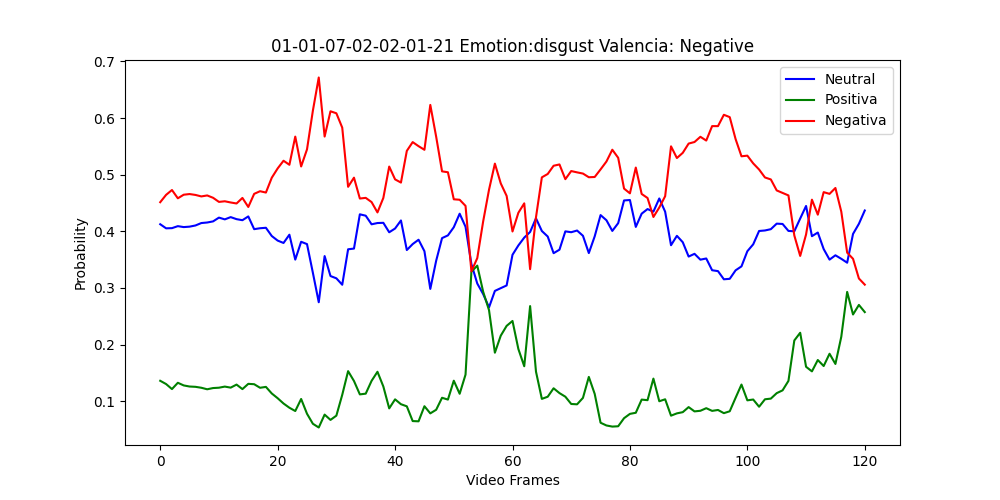 01-01-07-02-02-01-21 Emotion:disgust Valencia: Negative
Neutral
Positiva
Negativa
Probability
0.7
0.6
0.5
0.4
0.3
0.2
0.1
0 20 40 60 80 100 120
Video Frames